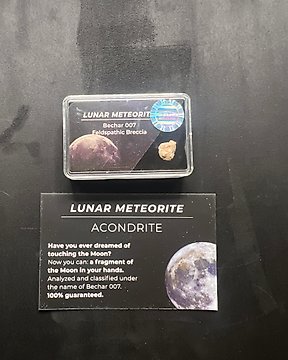 LUNAR METEORITE
Bechar 007
Feldspathic Breccia
LUNAR METEORITE
ACONDRITE
Have you ever dreamed of
touching the Moon?
Now you can: a fragment of
the Moon in your hands.
Analyzed and classified under
the name of Bechar 007.
100% guaranteed.